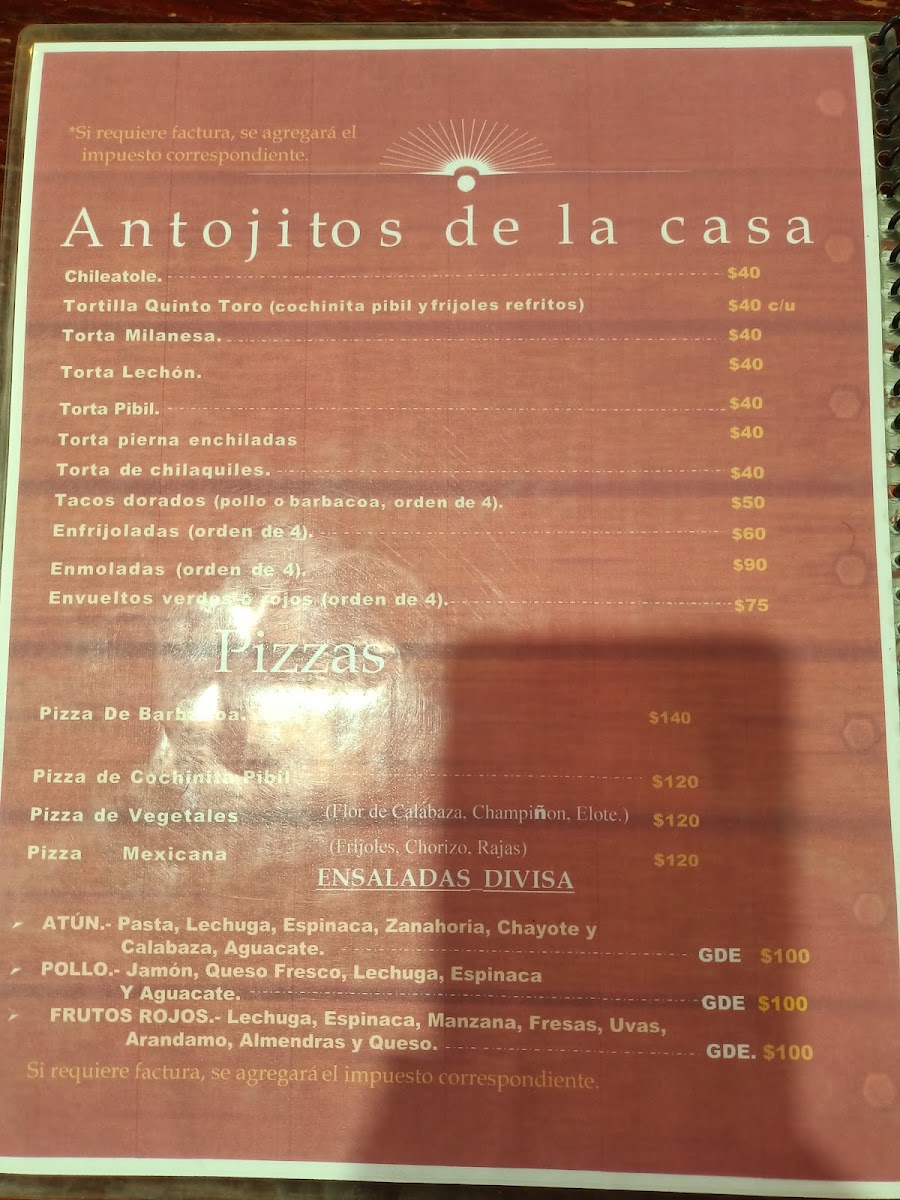 *Si requiere factura, se agregará el
impuesto correspondiente.
Antojitos de la casa
Chileatole. $40
Tortilla Quinto Toro (cochinita pibil y frijoles refritos) $40 c/u
Torta Milanesa. $40
Torta Lechón. $40
Torta Pibil. $40
Torta pierna enchiladas $40
Torta de chilaquiles. $40
Tacos dorados (pollo o barbacoa, orden de 4). $50
Enfrijoladas (orden de 4). $60
Enmoladas (orden de 4). $90
Envueltos verdes o rojos (orden de 4). $75
Pizzas
Pizza De Barbacoa. $140
Pizza de Cochinita Pibil $120
Pizza de Vegetales (Flor de Calabaza, Champiñon, Elote.) $120
Pizza Mexicana (Frijoles, Chorizo, Rajas) $120
ENSALADAS DIVISA
ATÚN.- Pasta, Lechuga, Espinaca, Zanahoria, Chayote y
Calabaza, Aguacate. GDE $100
POLLO.- Jamón, Queso Fresco, Lechuga, Espinaca
Y Aguacate. GDE $100
FRUTOS ROJOS.- Lechuga, Espinaca, Manzana, Fresas, Uvas,
Arandamo, Almendras y Queso. GDE. $100
Si requiere factura, se agregará el impuesto correspondiente.